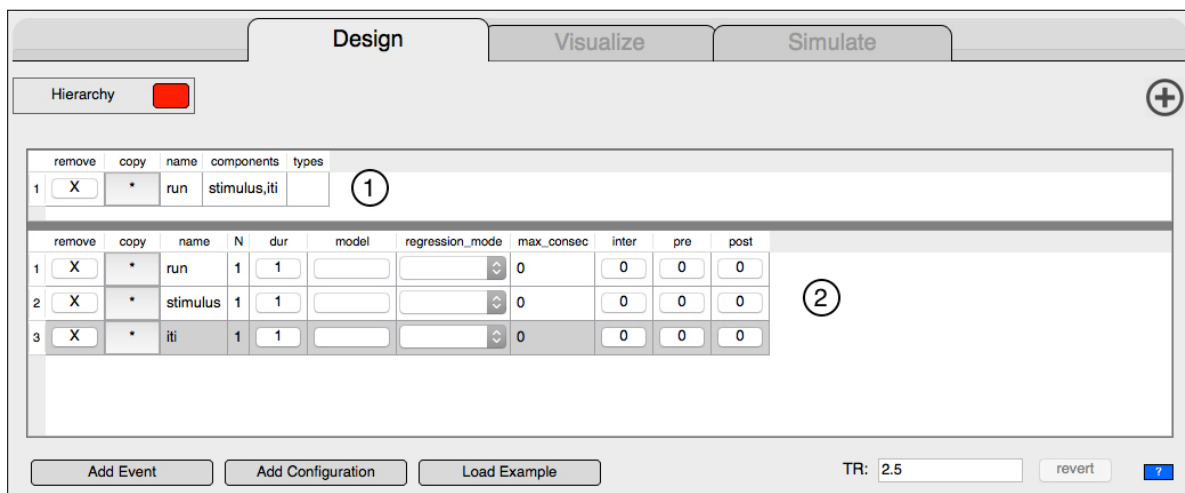 Design Visualize Simulate
Hierarchy
remove copy name components types
1 X * run stimulus,iti
1
remove copy name N dur model regression_mode max_consec inter pre post
1 X * run 1 1 0 0 0 0
2 X * stimulus 1 1 0 0 0 0
2
3 X * iti 1 1 0 0 0 0
Add Event Add Configuration Load Example TR: 2.5 revert ?